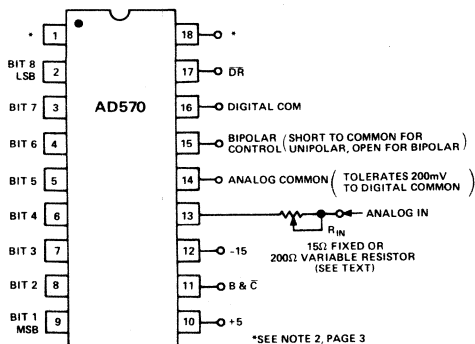 * 1 18 *
BIT 8
LSB 2 17 D̅R̅
BIT 7 3 AD570 16 DIGITAL COM
BIT 6 4 15 BIPOLAR CONTROL (SHORT TO COMMON FOR UNIPOLAR, OPEN FOR BIPOLAR)
BIT 5 5 14 ANALOG COMMON (TOLERATES 200mV TO DIGITAL COMMON)
BIT 4 6 13 ANALOG IN
RIN
15Ω FIXED OR
200Ω VARIABLE RESISTOR
(SEE TEXT)
BIT 3 7 12 -15
BIT 2 8 11 B & C̅
BIT 1
MSB 9 10 +5
*SEE NOTE 2, PAGE 3